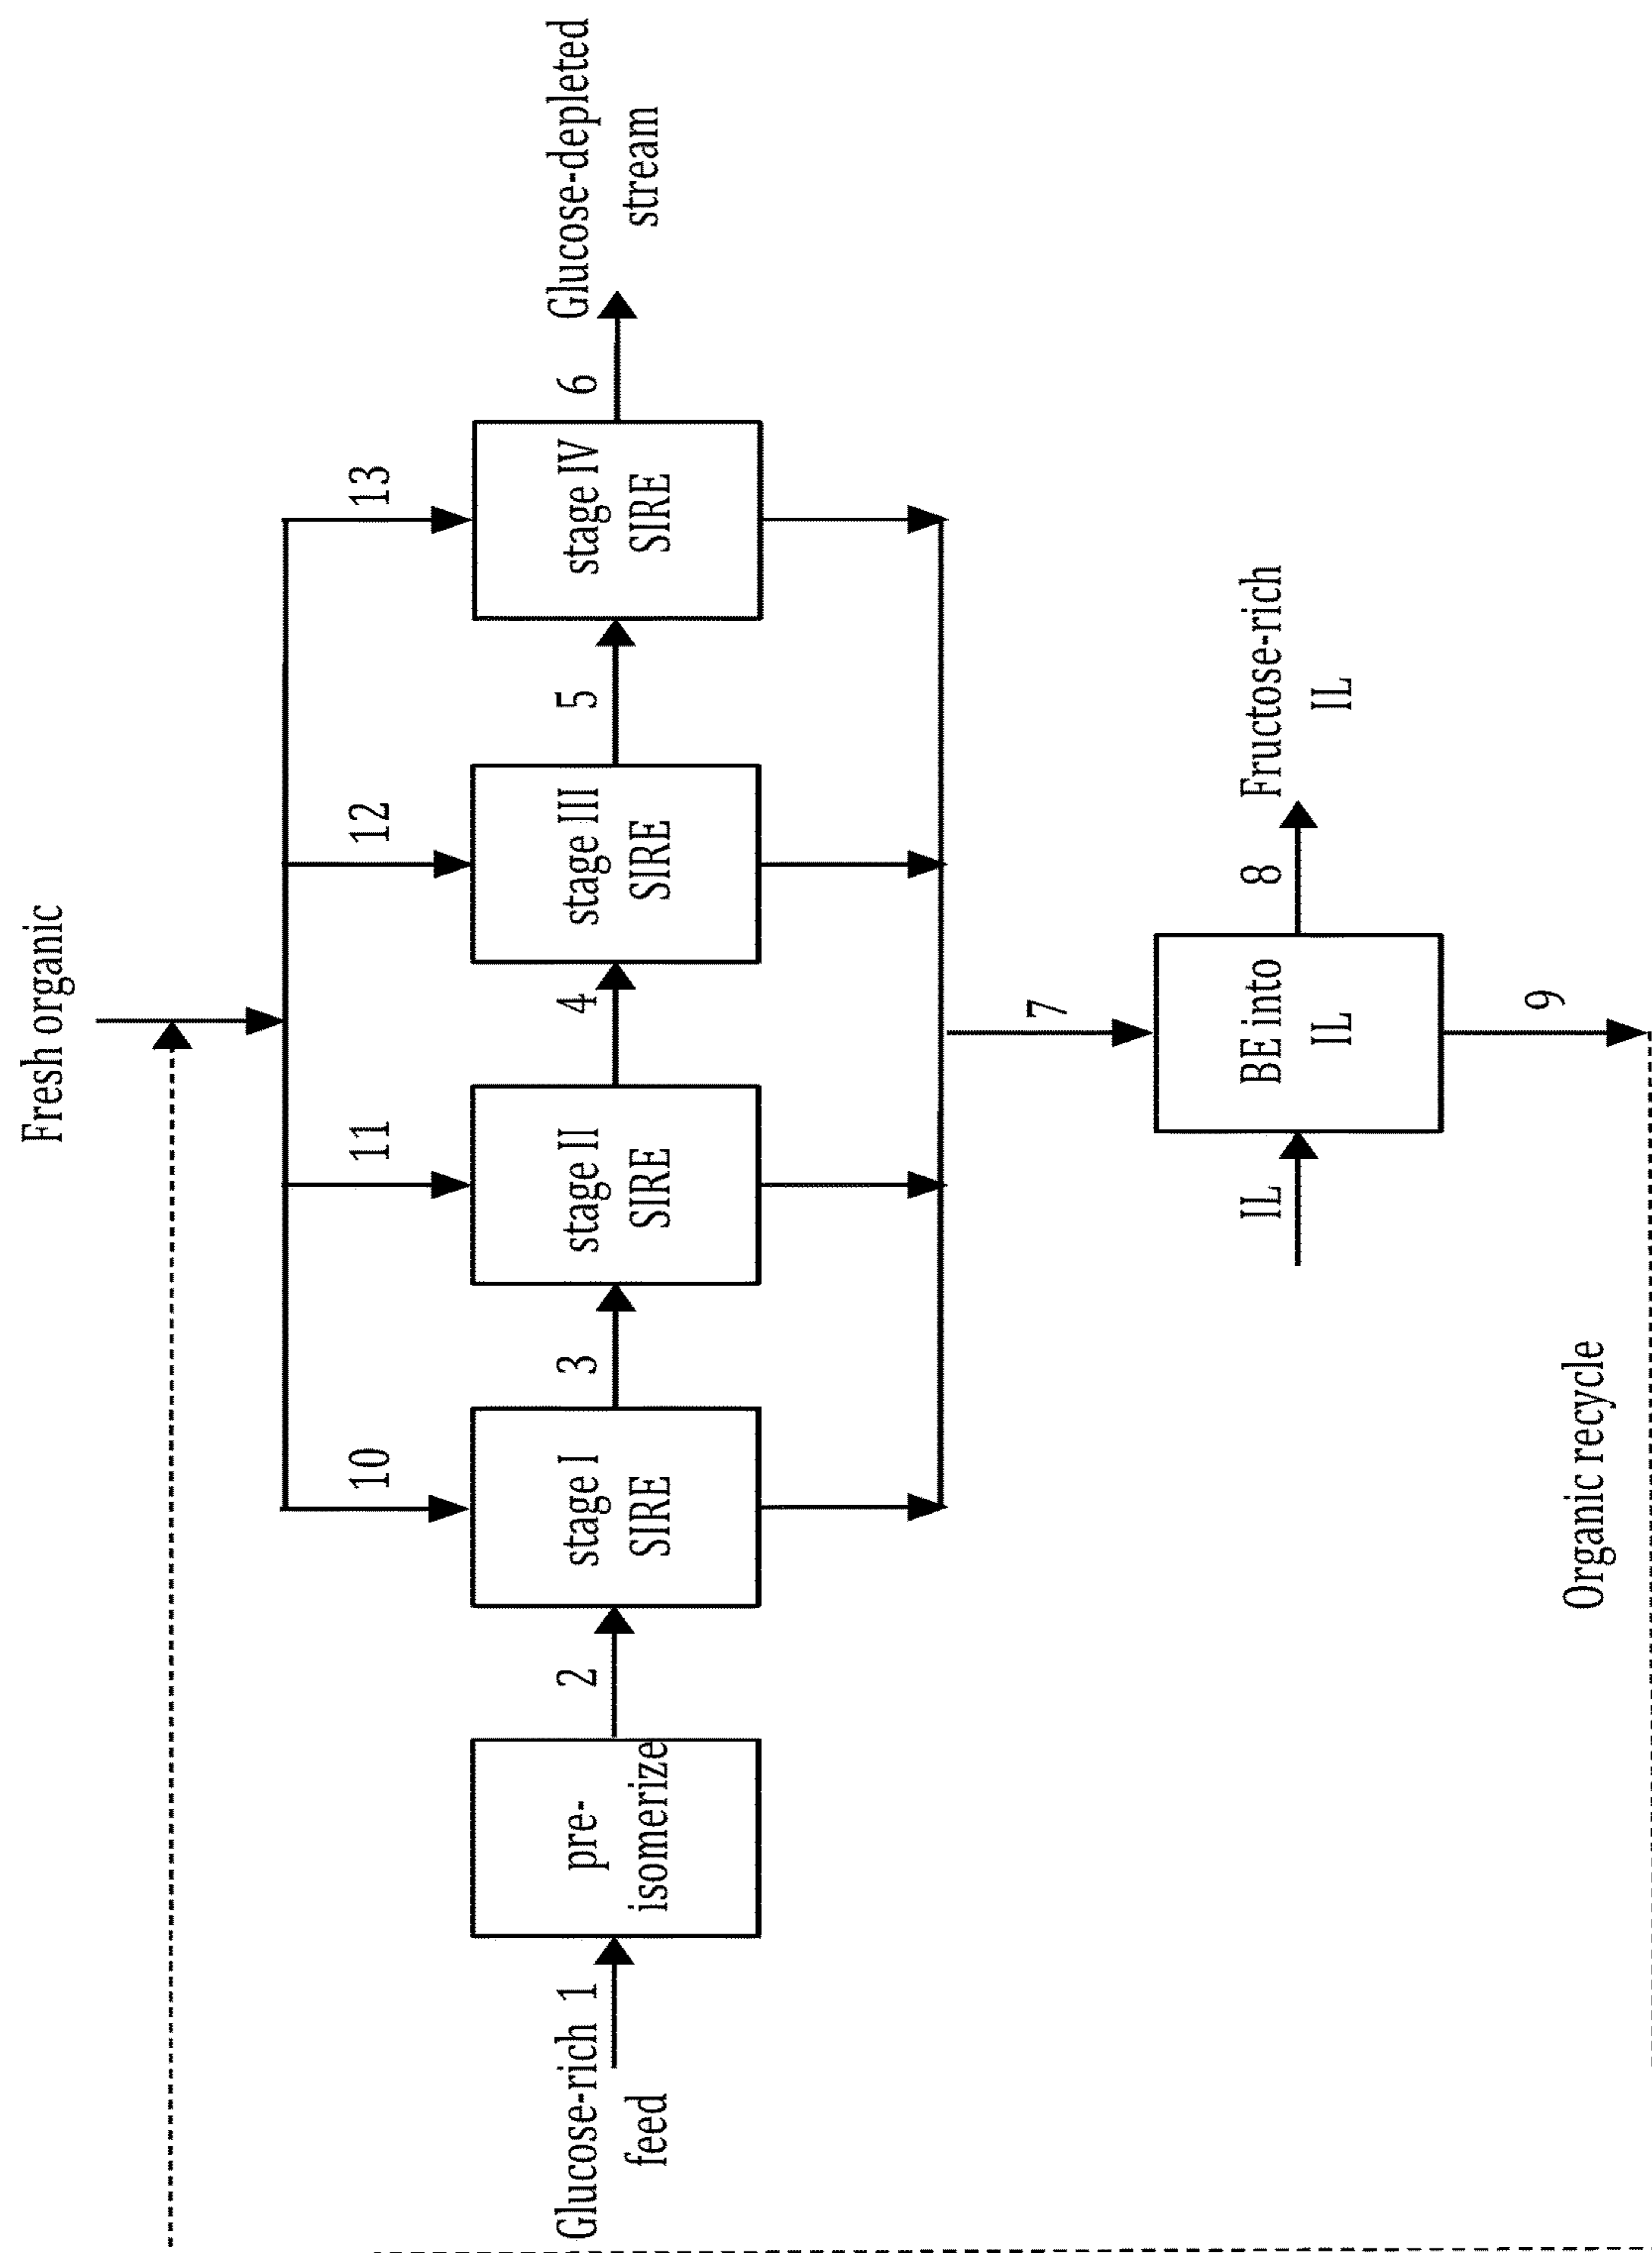 Fresh organic
10
11
12
13
Glucose-rich
feed
1
pre-
isomerize
2
stage I
SIRE
3
stage II
SIRE
4
stage III
SIRE
5
stage IV
SIRE
6
Glucose-depleted
stream
7
IL
BE into
IL
8
Fructose-rich
IL
9
Organic recycle